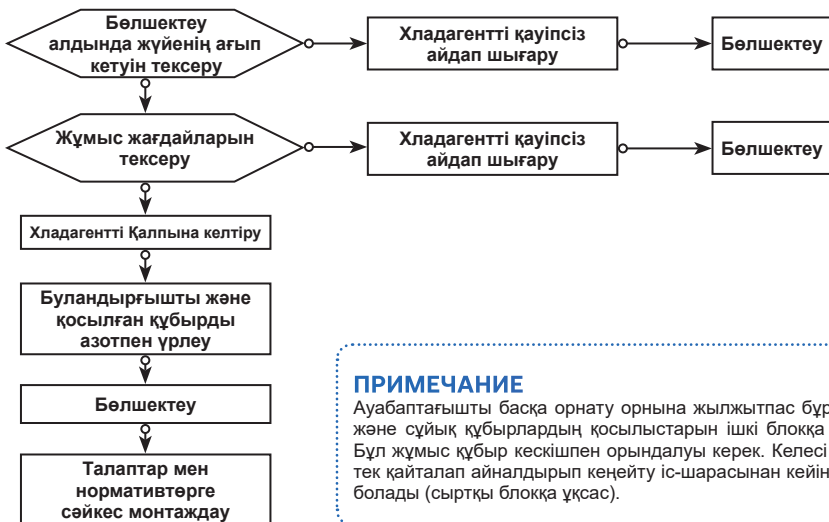 Бөлшектеу
алдында жүйенің ағып
кетуін тексеру
Хладагентті қауіпсіз
айдап шығару
Бөлшектеу
Жұмыс жағдайларын
тексеру
Хладагентті қауіпсіз
айдап шығару
Бөлшектеу
Хладагентті Қалпына келтіру
Буландырғышты және
қосылған құбырды
азотпен үрлеу
Бөлшектеу
Талаптар мен
нормативтөрге
сәйкес монтаждау
ПРИМЕЧАНИЕ
Ауабаптағышты басқа орнату орнына жылжытпас бұр
және сұйық құбырлардың қосылыстарын ішкі блокқа
Бұл жұмыс құбыр кескішпен орындалуы керек. Келесі
тек қайталап айналдырып кеңейту іс-шарасынан кейін
болады (сыртқы блокқа ұқсас).